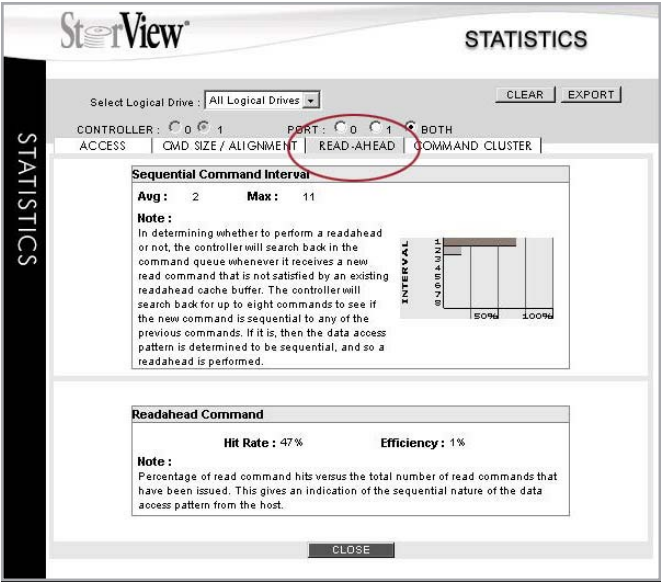 StorView
STATISTICS
STATISTICS
Select Logical Drive : All Logical Drives
CLEAR EXPORT
CONTROLLER : 0 1 PORT : 0 1 BOTH
ACCESS CMD SIZE / ALIGNMENT READ-AHEAD COMMAND CLUSTER
Sequential Command Interval
Avg : 2 Max : 11
Note :
In determining whether to perform a readahead
or not, the controller will search back in the
command queue whenever it receives a new
read command that is not satisfied by an existing
readahead cache buffer. The controller will
search back for up to eight commands to see if
the new command is sequential to any of the
previous commands. If it is, then the data access
pattern is determined to be sequential, and so a
readahead is performed.
INTERVAL
1
2
3
4
5
6
7
8
50% 100%
Readahead Command
Hit Rate : 47% Efficiency : 1%
Note :
Percentage of read command hits versus the total number of read commands that
have been issued. This gives an indication of the sequential nature of the data
access pattern from the host.
CLOSE